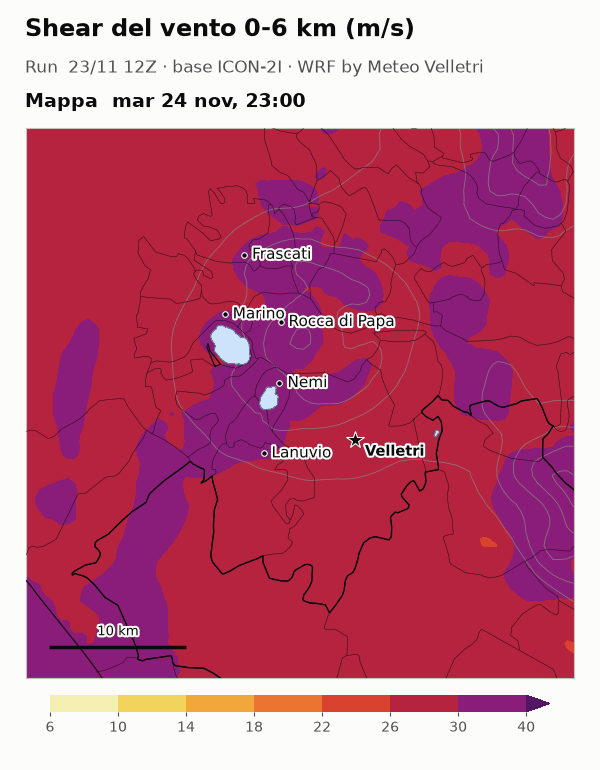 Shear del vento 0-6 km (m/s)
Run  23/11 12Z · base ICON-2I · WRF by Meteo Velletri
Mappa  mar 24 nov, 23:00
Frascati
Marino
Rocca di Papa
Nemi
Velletri
Lanuvio
10 km
6 10 14 18 22 26 30 40